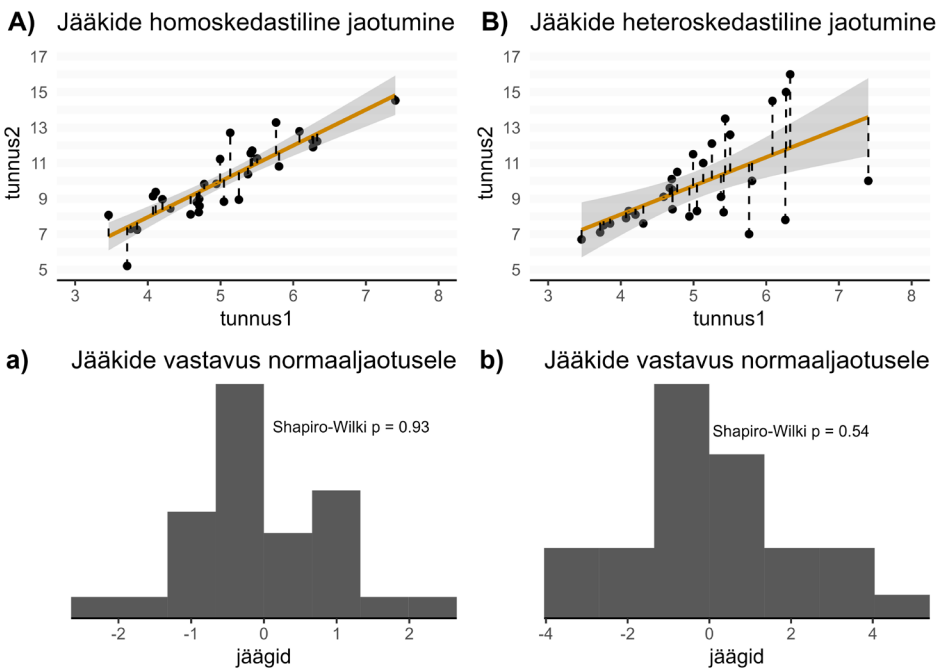 A) Jääkide homoskedastiline jaotumine
17
15
13
11
9
7
5
tunnus2
3 4 5 6 7 8
tunnus1
B) Jääkide heteroskedastiline jaotumine
17
15
13
11
9
7
5
tunnus2
3 4 5 6 7 8
tunnus1
a) Jääkide vastavus normaaljaotusele
Shapiro-Wilki p = 0.93
-2 -1 0 1 2
jäägid
b) Jääkide vastavus normaaljaotusele
Shapiro-Wilki p = 0.54
-4 -2 0 2 4
jäägid